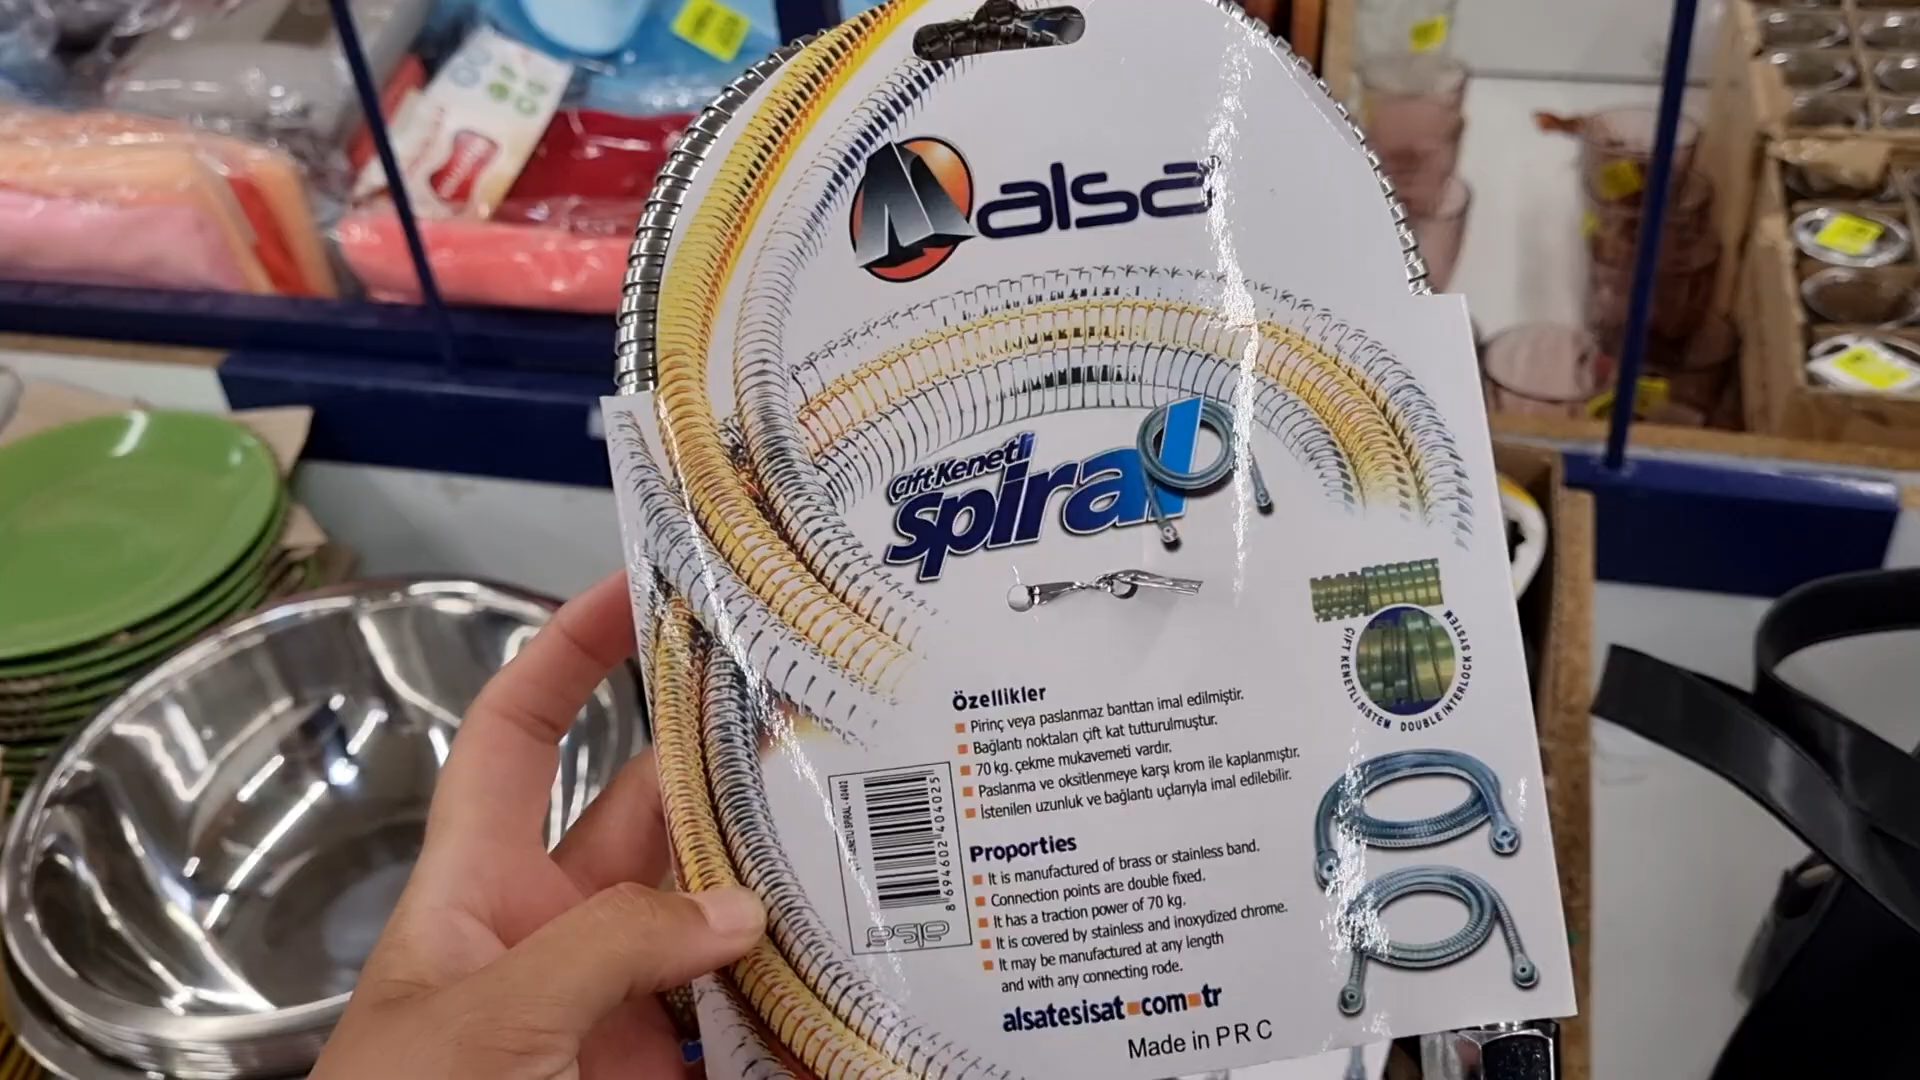 alsa
Çift Kenetli
spiral
ÇİFT KENETLİ SİSTEM DOUBLE INTERLOCK SYSTEM
Özellikler
Pirinç veya paslanmaz banttan imal edilmiştir.
Bağlantı noktaları çift kat tutturulmuştur.
70 kg. çekme mukavemeti vardır.
Paslanma ve oksitlenmeye karşı krom ile kaplanmıştır.
İstenilen uzunluk ve bağlantı uçlarıyla imal edilebilir.
Proporties
It is manufactured of brass or stainless band.
Connection points are double fixed.
It has a traction power of 70 kg.
It is covered by stainless and inoxydized chrome.
It may be manufactured at any length
and with any connecting rode.
8 694602 404025
alsa
alsatesisat.com.tr
Made in P R C